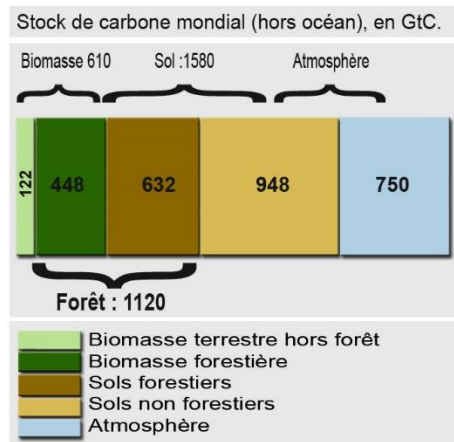 Stock de carbone mondial (hors océan), en GtC.
Biomasse 610 Sol :1580 Atmosphère
122 448 632 948 750
Forêt : 1120
Biomasse terrestre hors forêt
Biomasse forestière
Sols forestiers
Sols non forestiers
Atmosphère